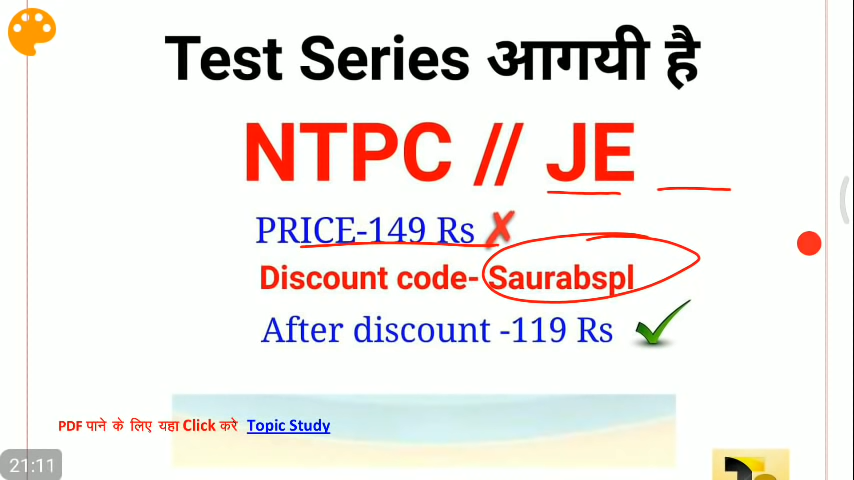 Test Series आगयी है
NTPC // JE
PRICE-149 Rs
Discount code- Saurabspl
After discount -119 Rs
PDF पाने के लिए यहा Click करे Topic Study
21:11